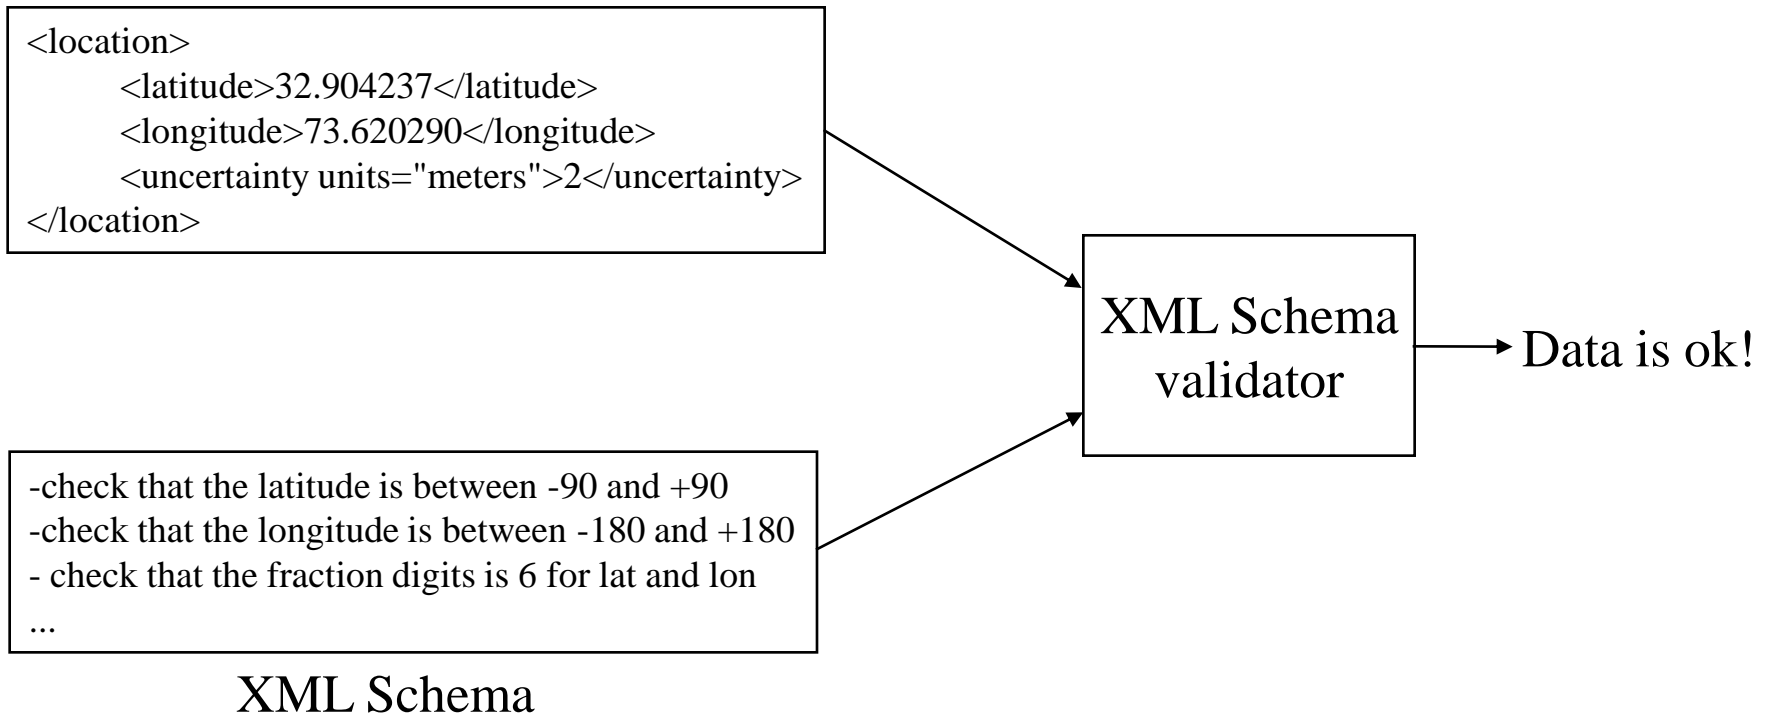 <location>
<latitude>32.904237</latitude>
<longitude>73.620290</longitude>
<uncertainty units="meters">2</uncertainty>
</location>
XML Schema
validator
Data is ok!
-check that the latitude is between -90 and +90
-check that the longitude is between -180 and +180
- check that the fraction digits is 6 for lat and lon
...
XML Schema